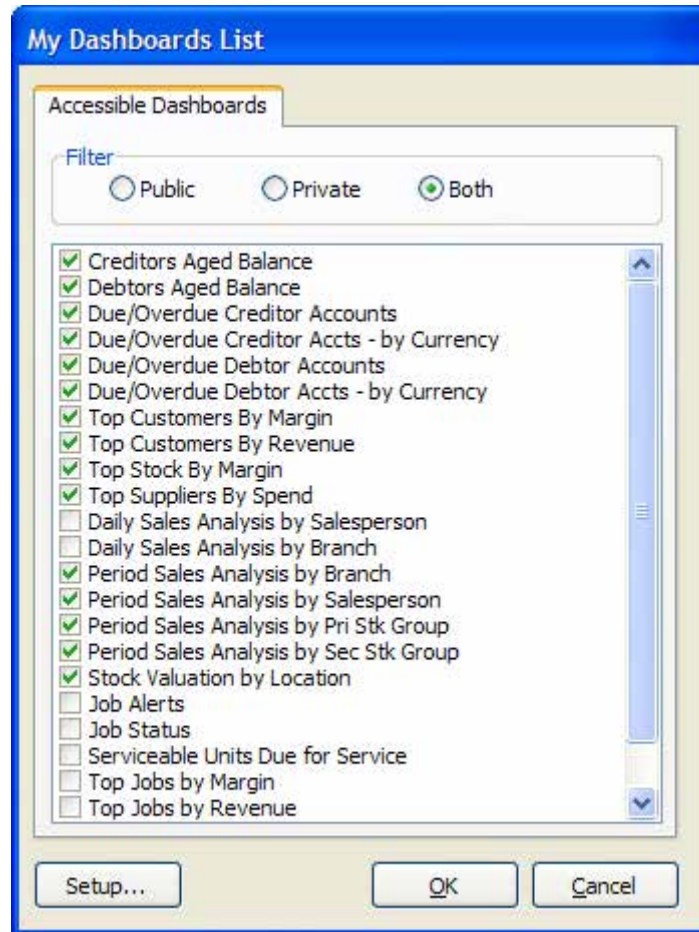 My Dashboards List
Accessible Dashboards
Filter
Public Private Both
Creditors Aged Balance
Debtors Aged Balance
Due/Overdue Creditor Accounts
Due/Overdue Creditor Accts - by Currency
Due/Overdue Debtor Accounts
Due/Overdue Debtor Accts - by Currency
Top Customers By Margin
Top Customers By Revenue
Top Stock By Margin
Top Suppliers By Spend
Daily Sales Analysis by Salesperson
Daily Sales Analysis by Branch
Period Sales Analysis by Branch
Period Sales Analysis by Salesperson
Period Sales Analysis by Pri Stk Group
Period Sales Analysis by Sec Stk Group
Stock Valuation by Location
Job Alerts
Job Status
Serviceable Units Due for Service
Top Jobs by Margin
Top Jobs by Revenue
Setup... OK Cancel